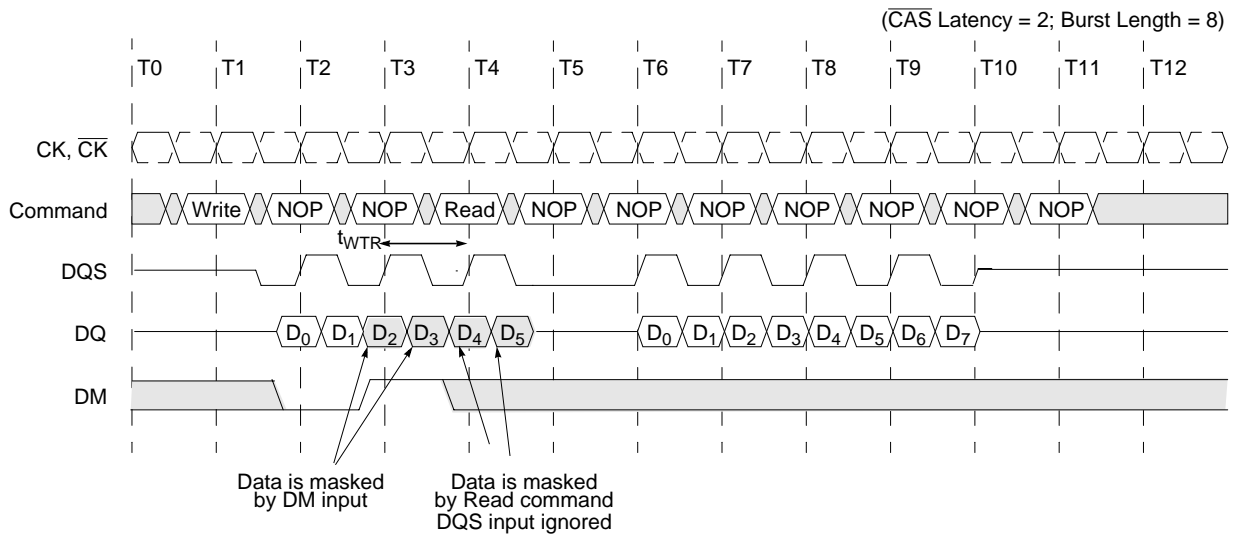 (CAS Latency = 2; Burst Length = 8)
T0 T1 T2 T3 T4 T5 T6 T7 T8 T9 T10 T11 T12
CK, CK
Command Write NOP NOP Read NOP NOP NOP NOP NOP NOP NOP
tWTR
DQS
DQ D0 D1 D2 D3 D4 D5 D0 D1 D2 D3 D4 D5 D6 D7
DM
Data is masked
by DM input
Data is masked
by Read command
DQS input ignored